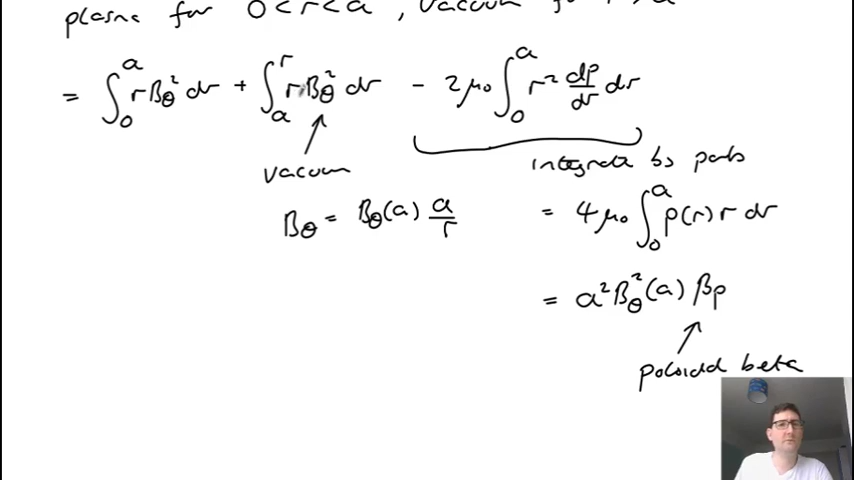 plasma for 0 < r < a , vacuum for r > a
= ∫₀ᵃ rBθ² dr + ∫ₐʳ rBθ² dr - 2μ₀ ∫₀ᵃ r² dp/dr dr
vacuum
integrate by parts
Bθ = Bθ(a) a/r
= 4μ₀ ∫₀ᵃ p(r) r dr
= a²Bθ²(a) βp
poloidal beta